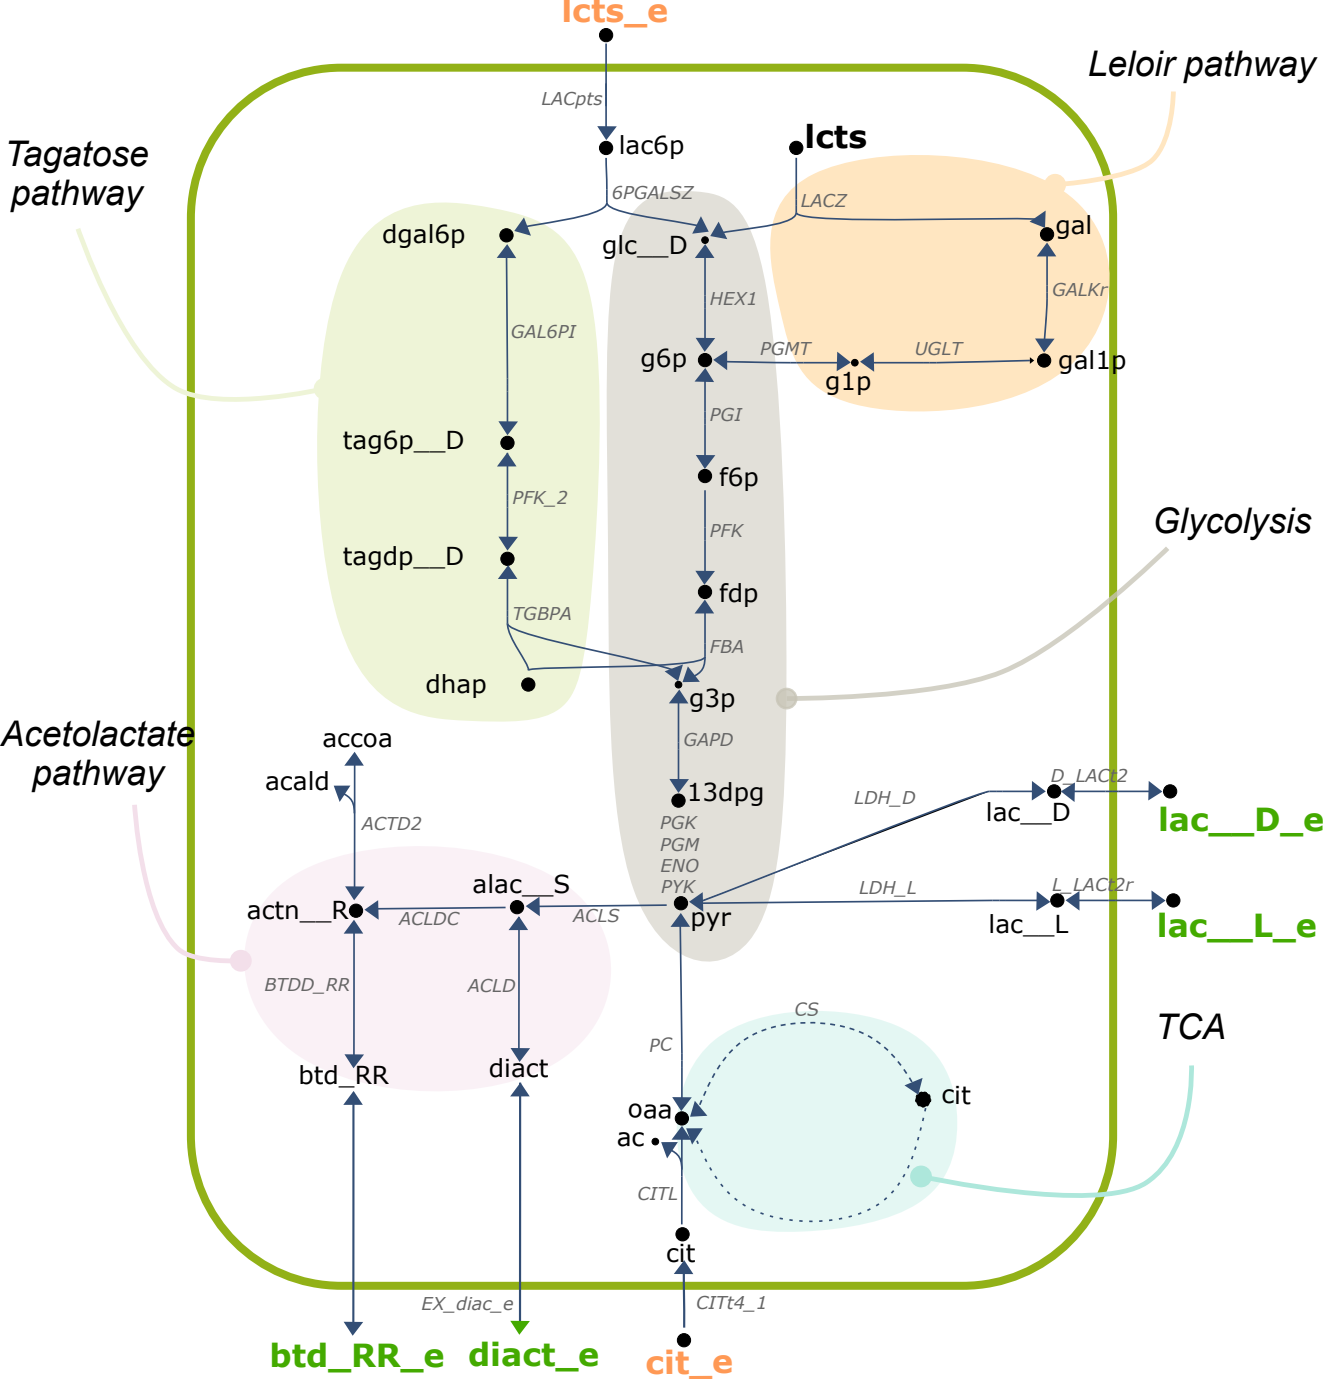 lcts_e
Leloir pathway
LACpts
lcts
lac6p
Tagatose
pathway
6PGALSZ
LACZ
dgal6p
glc__D
gal
HEX1
GALKr
GAL6PI
g6p
PGMT
UGLT
gal1p
g1p
PGI
tag6p__D
f6p
PFK_2
PFK
Glycolysis
tagdp__D
fdp
TGBPA
FBA
dhap
g3p
Acetolactate
pathway
accoa
GAPD
acald
13dpg
D_LACt2
LDH_D
lac__D
lac__D_e
ACTD2
PGK
PGM
ENO
PYK
alac__S
LDH_L
L_LACt2r
actn__R
ACLDC
ACLS
pyr
lac__L
lac__L_e
BTDD_RR
ACLD
CS
TCA
PC
btd_RR
diact
oaa
cit
ac
CITL
cit
EX_diac_e
CITt4_1
btd_RR_e
diact_e
cit_e